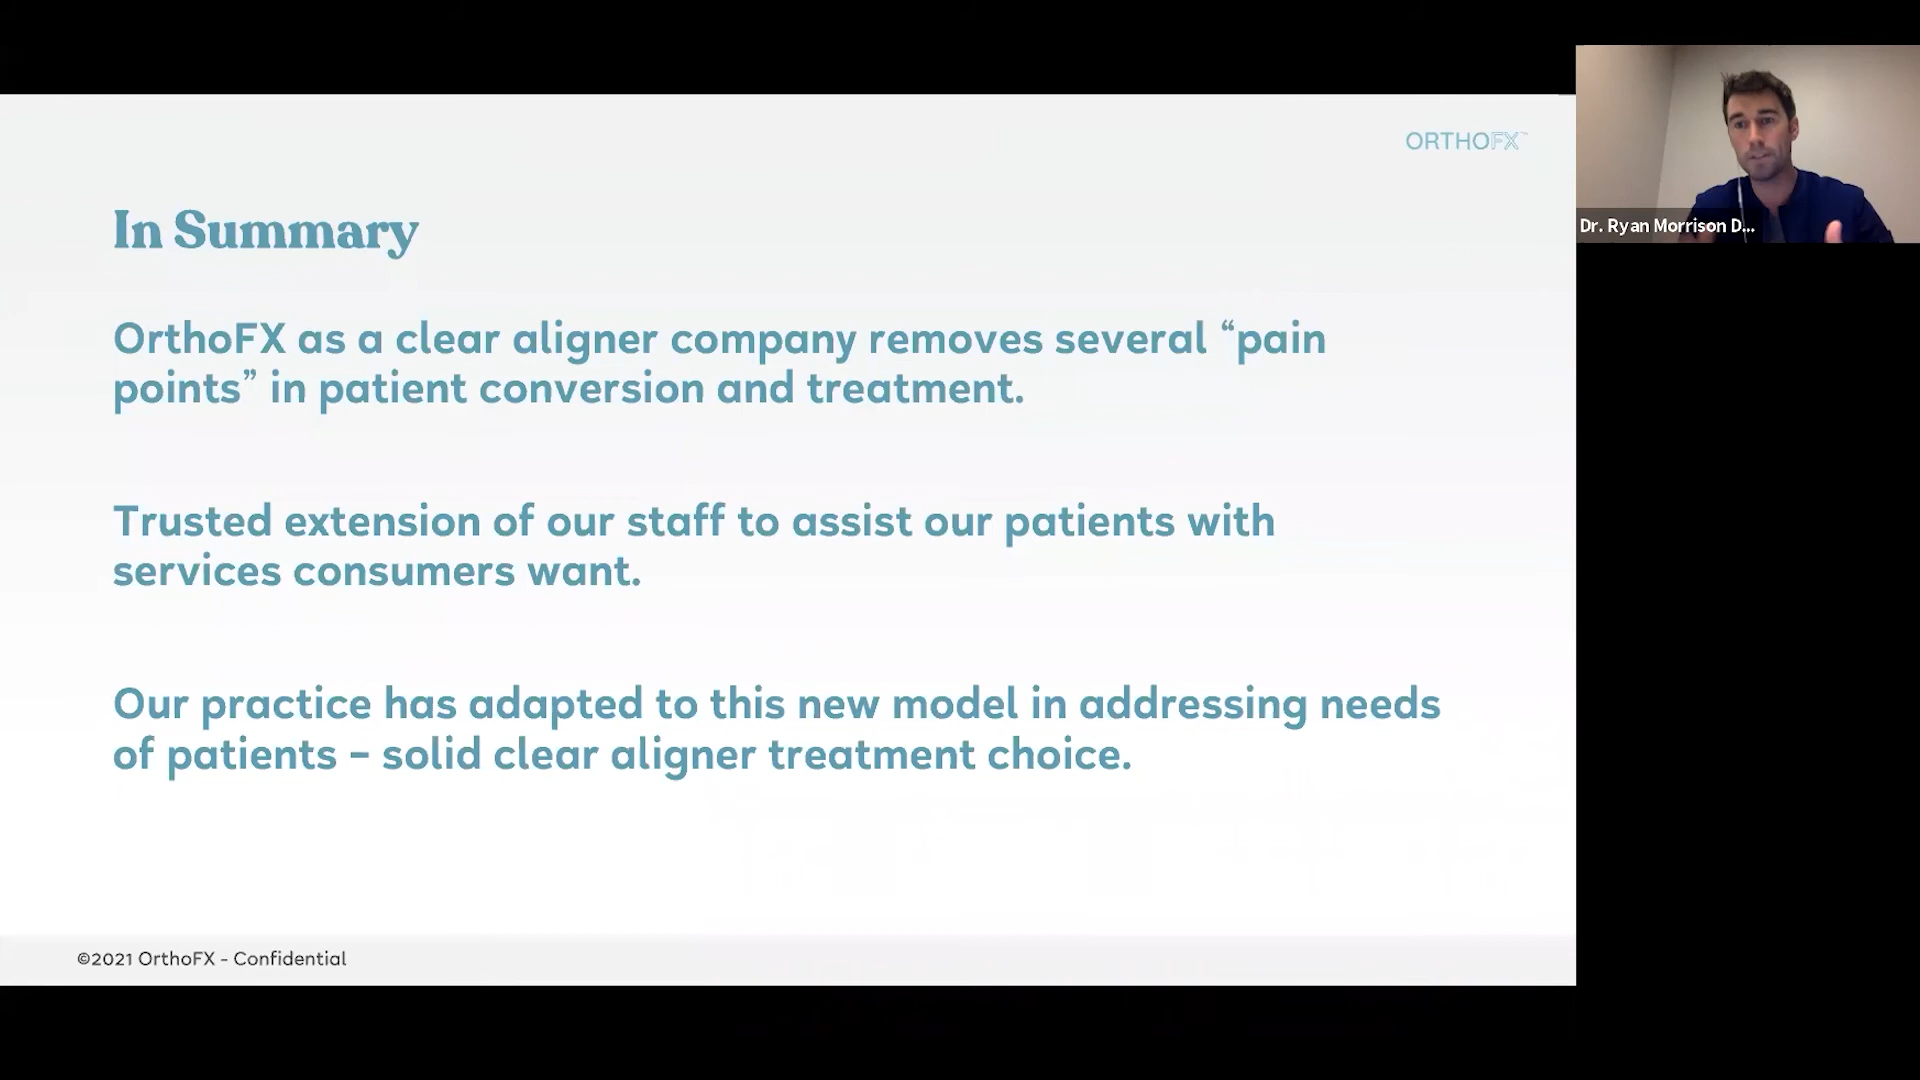 ORTHOFX™
In Summary
OrthoFX as a clear aligner company removes several “pain
points” in patient conversion and treatment.
Trusted extension of our staff to assist our patients with
services consumers want.
Our practice has adapted to this new model in addressing needs
of patients – solid clear aligner treatment choice.
©2021 OrthoFX - Confidential
Dr. Ryan Morrison D...